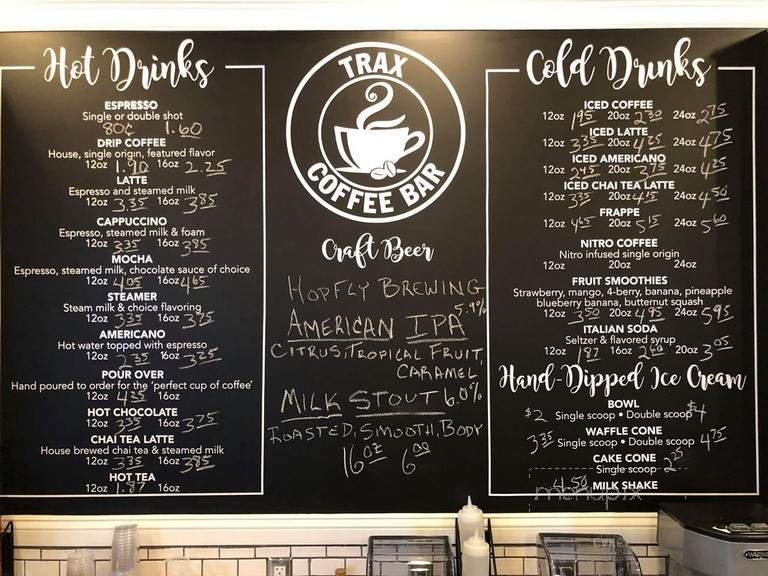 Hot Drinks
ESPRESSO
Single or double shot
80¢ 1.60
DRIP COFFEE
House, single origin, featured flavor
12oz 1.90 16oz 2.25
LATTE
Espresso and steamed milk
12oz 3.35 16oz 3.85
CAPPUCCINO
Espresso, steamed milk & foam
12oz 3.35 16oz 3.85
MOCHA
Espresso, steamed milk, chocolate sauce of choice
12oz 4.05 16oz 4.65
STEAMER
Steam milk & choice flavoring
12oz 3.35 16oz
AMERICANO
Hot water topped with espresso
12oz 2.35 16oz 3.25
POUR OVER
Hand poured to order for the 'perfect cup of coffee'
12oz 4.35 16oz
HOT CHOCOLATE
12oz 3.35 16oz 3.75
CHAI TEA LATTE
House brewed chai tea & steamed milk
12oz 3.35 16oz 3.85
HOT TEA
12oz 1.87 16oz
TRAX
COFFEE BAR
Craft Beer
HOPFLY BREWING
5.9%
AMERICAN IPA
CITRUS, TROPICAL FRUIT,
CARAMEL
MILK STOUT 6.0%
ROASTED, SMOOTH, BODY
16oz 6.00
Cold Drinks
ICED COFFEE
12oz 1.95 20oz 2.30 24oz 2.75
ICED LATTE
12oz 3.35 20oz 4.25 24oz 4.75
ICED AMERICANO
12oz 2.45 20oz 3.75 24oz 4.25
ICED CHAI TEA LATTE
12oz 3.35 20oz 4.15 24oz 4.50
FRAPPE
12oz 4.65 20oz 5.15 24oz 5.60
NITRO COFFEE
Nitro infused single origin
12oz 20oz 24oz
FRUIT SMOOTHIES
Strawberry, mango, 4-berry, banana, pineapple
blueberry banana, butternut squash
12oz 3.50 20oz 4.95 24oz 5.95
ITALIAN SODA
Seltzer & flavored syrup
12oz 1.87 16oz 2.60 20oz 3.05
Hand-Dipped Ice Cream
BOWL
$2 Single scoop • Double scoop $4
WAFFLE CONE
3.35 Single scoop • Double scoop 4.75
CAKE CONE
Single scoop 2.25
4.50 MILK SHAKE
menupix